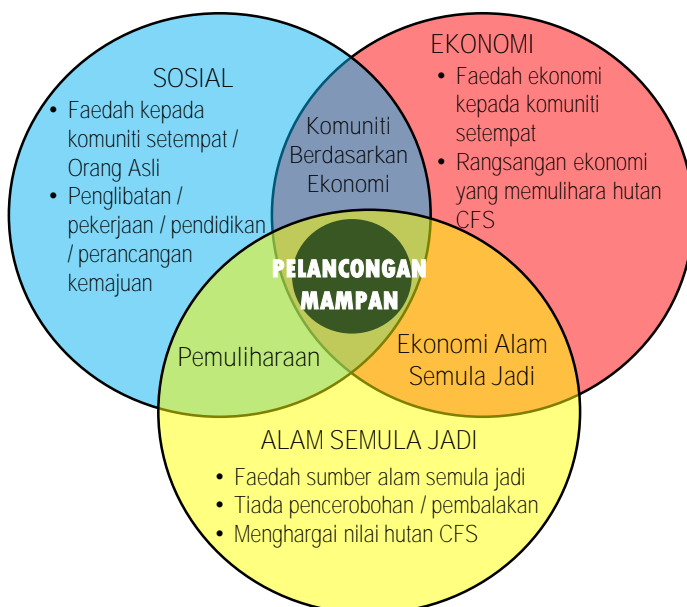 SOSIAL
• Faedah kepada
komuniti setempat /
Orang Asli
• Penglibatan /
pekerjaan / pendidikan
/ perancangan
kemajuan
Komuniti
Berdasarkan
Ekonomi
EKONOMI
• Faedah ekonomi
kepada komuniti
setempat
• Rangsangan ekonomi
yang memulihara hutan
CFS
PELANCONGAN
MAMPAN
Pemuliharaan
Ekonomi Alam
Semula Jadi
ALAM SEMULA JADI
• Faedah sumber alam semula jadi
• Tiada pencerobohan / pembalakan
• Menghargai nilai hutan CFS